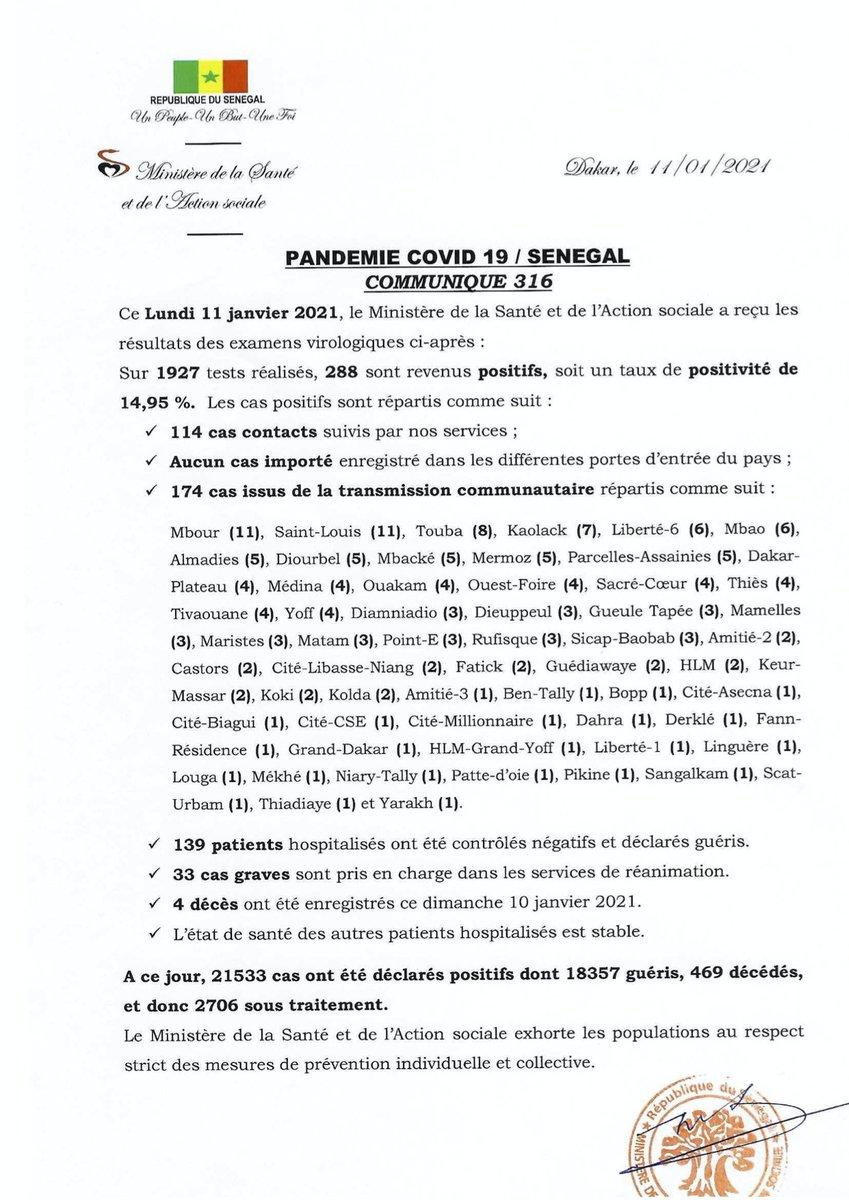 REPUBLIQUE DU SENEGAL
Un Peuple-Un But-Une Foi
Ministère de la Santé
et de l'Action sociale
Dakar, le 11/01/2021
PANDEMIE COVID 19 / SENEGAL
COMMUNIQUE 316
Ce Lundi 11 janvier 2021, le Ministère de la Santé et de l'Action sociale a reçu les
résultats des examens virologiques ci-après :
Sur 1927 tests réalisés, 288 sont revenus positifs, soit un taux de positivité de
14,95 %. Les cas positifs sont répartis comme suit :
✓ 114 cas contacts suivis par nos services ;
✓ Aucun cas importé enregistré dans les différentes portes d'entrée du pays ;
✓ 174 cas issus de la transmission communautaire répartis comme suit :
Mbour (11), Saint-Louis (11), Touba (8), Kaolack (7), Liberté-6 (6), Mbao (6),
Almadies (5), Diourbel (5), Mbacké (5), Mermoz (5), Parcelles-Assainies (5), Dakar-
Plateau (4), Médina (4), Ouakam (4), Ouest-Foire (4), Sacré-Cœur (4), Thiès (4),
Tivaouane (4), Yoff (4), Diamniadio (3), Dieuppeul (3), Gueule Tapée (3), Mamelles
(3), Maristes (3), Matam (3), Point-E (3), Rufisque (3), Sicap-Baobab (3), Amitié-2 (2),
Castors (2), Cité-Libasse-Niang (2), Fatick (2), Guédiawaye (2), HLM (2), Keur-
Massar (2), Koki (2), Kolda (2), Amitié-3 (1), Ben-Tally (1), Bopp (1), Cité-Asecna (1),
Cité-Biagui (1), Cité-CSE (1), Cité-Millionnaire (1), Dahra (1), Derklé (1), Fann-
Résidence (1), Grand-Dakar (1), HLM-Grand-Yoff (1), Liberté-1 (1), Linguère (1),
Louga (1), Mékhé (1), Niary-Tally (1), Patte-d'oie (1), Pikine (1), Sangalkam (1), Scat-
Urbam (1), Thiadiaye (1) et Yarakh (1).
✓ 139 patients hospitalisés ont été contrôlés négatifs et déclarés guéris.
✓ 33 cas graves sont pris en charge dans les services de réanimation.
✓ 4 décès ont été enregistrés ce dimanche 10 janvier 2021.
✓ L'état de santé des autres patients hospitalisés est stable.
A ce jour, 21533 cas ont été déclarés positifs dont 18357 guéris, 469 décédés,
et donc 2706 sous traitement.
Le Ministère de la Santé et de l'Action sociale exhorte les populations au respect
strict des mesures de prévention individuelle et collective.
République du